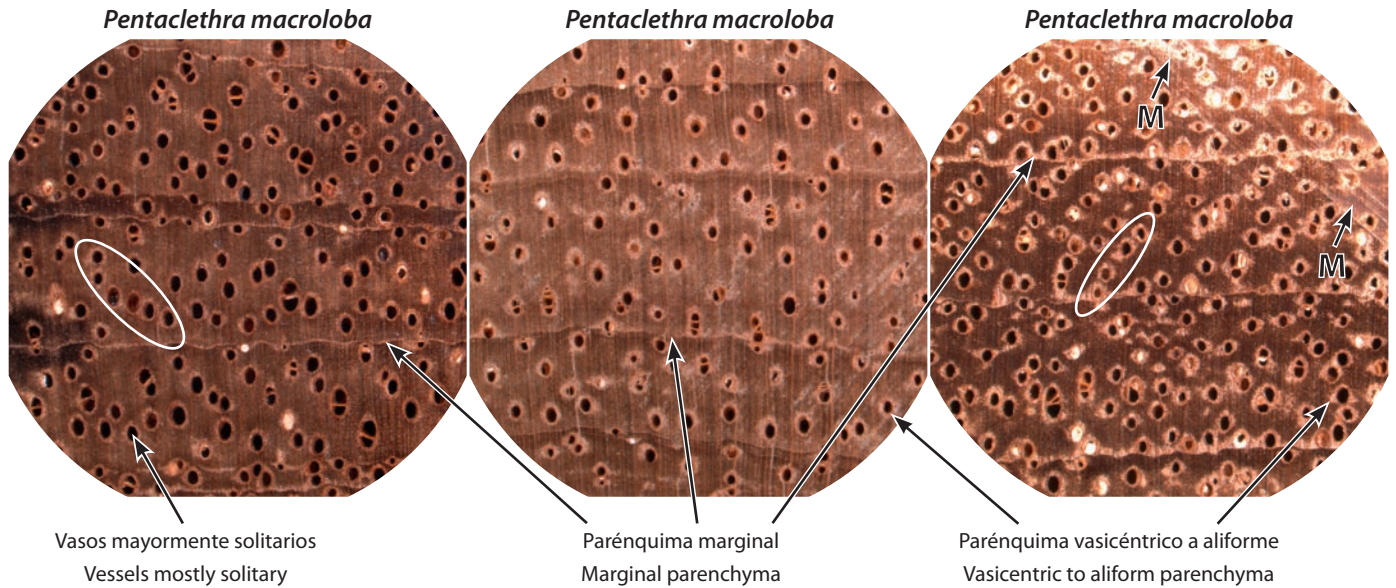 Pentaclethra macroloba
Pentaclethra macroloba
Pentaclethra macroloba
M
M
Vasos mayormente solitarios
Vessels mostly solitary
Parénquima marginal
Marginal parenchyma
Parénquima vasicéntrico a aliforme
Vasicentric to aliform parenchyma